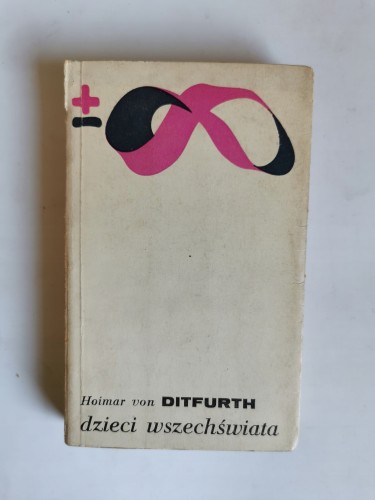 ±∞
Hoimar von DITFURTH
dzieci wszechświata